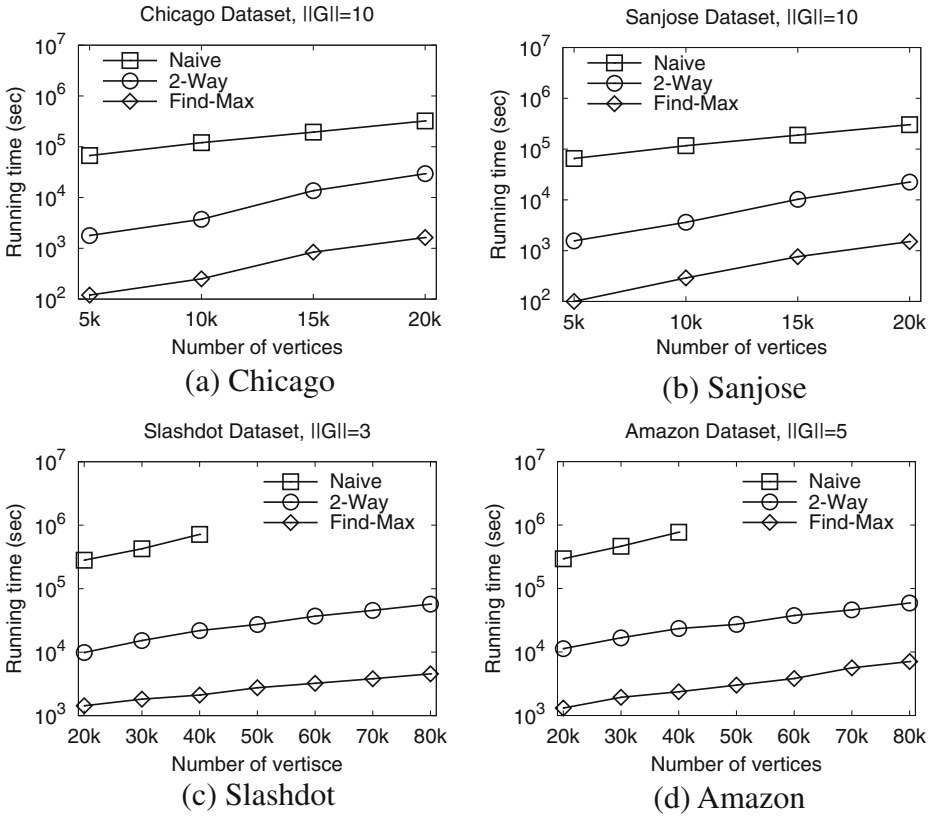 Chicago Dataset, ||G||=10
Running time (sec)
10^7
10^6
10^5
10^4
10^3
10^2
Naive
2-Way
Find-Max
5k 10k 15k 20k
Number of vertices
(a) Chicago
Sanjose Dataset, ||G||=10
Running time (sec)
10^7
10^6
10^5
10^4
10^3
10^2
Naive
2-Way
Find-Max
5k 10k 15k 20k
Number of vertices
(b) Sanjose
Slashdot Dataset, ||G||=3
Running time (sec)
10^7
10^6
10^5
10^4
10^3
Naive
2-Way
Find-Max
20k 30k 40k 50k 60k 70k 80k
Number of vertisce
(c) Slashdot
Amazon Dataset, ||G||=5
Running time (sec)
10^7
10^6
10^5
10^4
10^3
Naive
2-Way
Find-Max
20k 30k 40k 50k 60k 70k 80k
Number of vertices
(d) Amazon